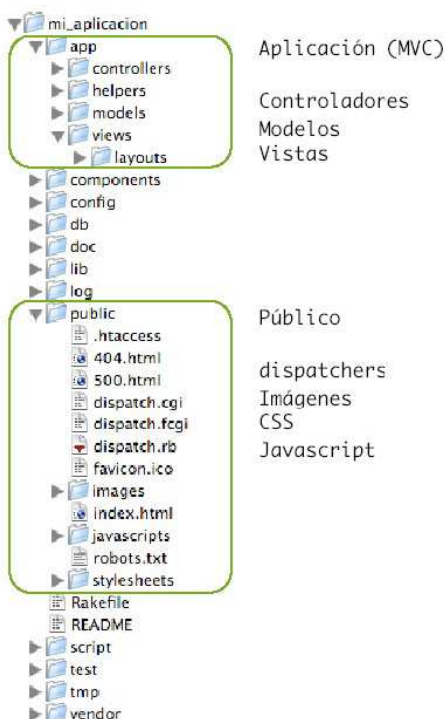 mi_aplicacion
app
controllers
helpers
models
views
layouts
components
config
db
doc
lib
log
public
.htaccess
404.html
500.html
dispatch.cgi
dispatch.fcgi
dispatch.rb
favicon.ico
images
index.html
javascripts
robots.txt
stylesheets
Rakefile
README
script
test
tmp
vendor
Aplicación (MVC)
Controladores
Modelos
Vistas
Público
dispatchers
Imágenes
CSS
Javascript